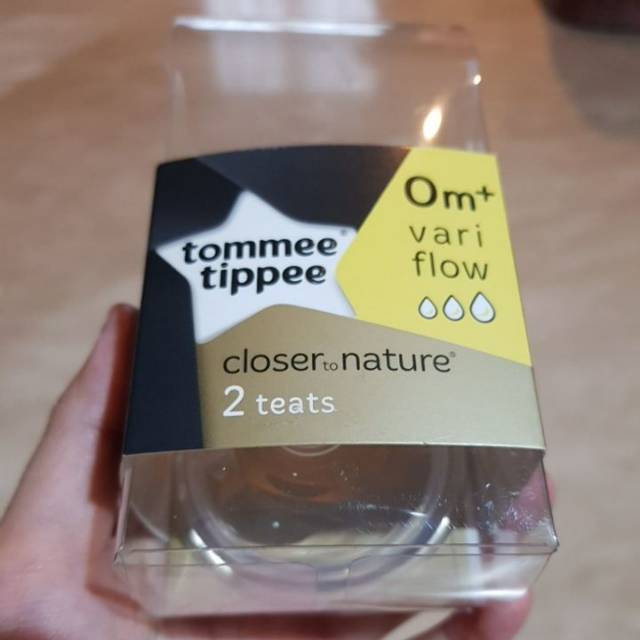 tommee
tippee®
0m+
vari
flow
closer to nature®
2 teats